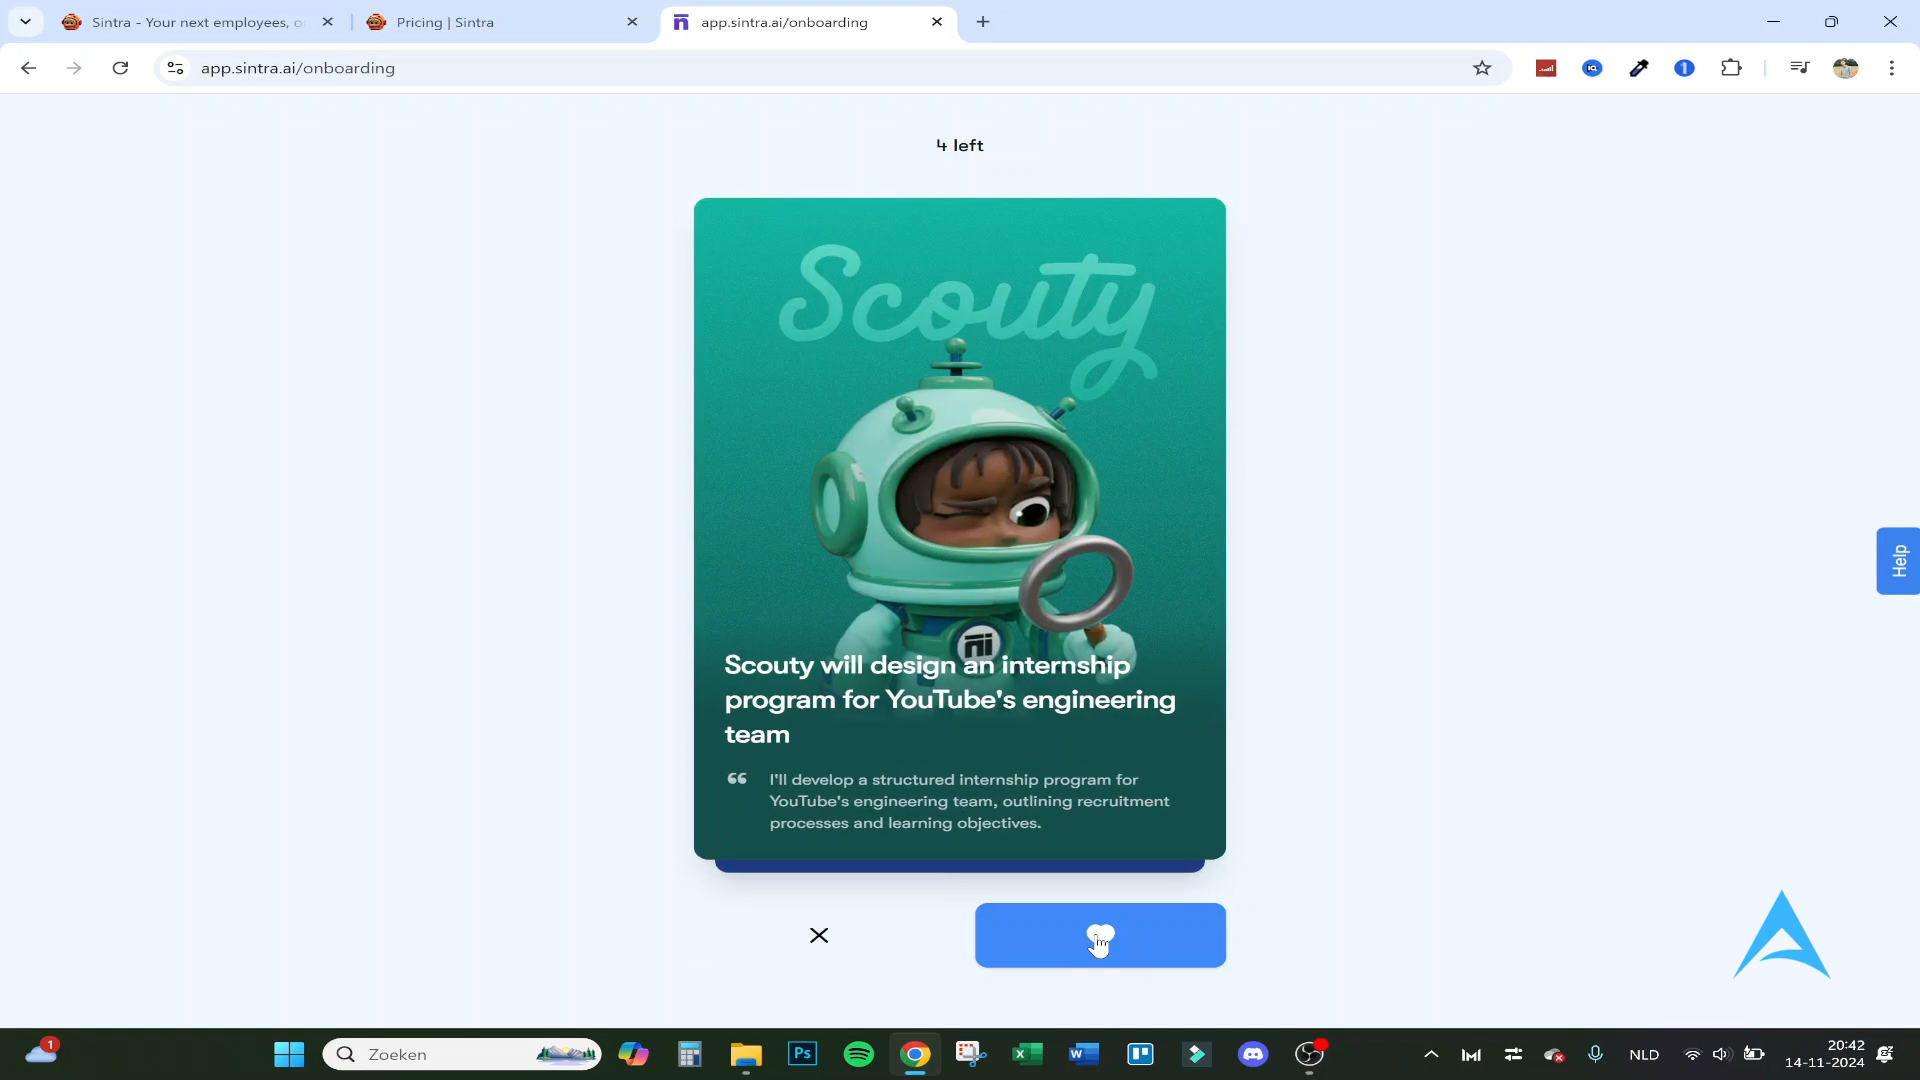 Sintra - Your next employees, o
Pricing | Sintra
app.sintra.ai/onboarding
app.sintra.ai/onboarding
4 left
Scouty
Scouty will design an internship
program for YouTube's engineering
team
“ I'll develop a structured internship program for
YouTube's engineering team, outlining recruitment
processes and learning objectives.
Help
1
Zoeken
Ps
NLD
20:42
14-11-2024